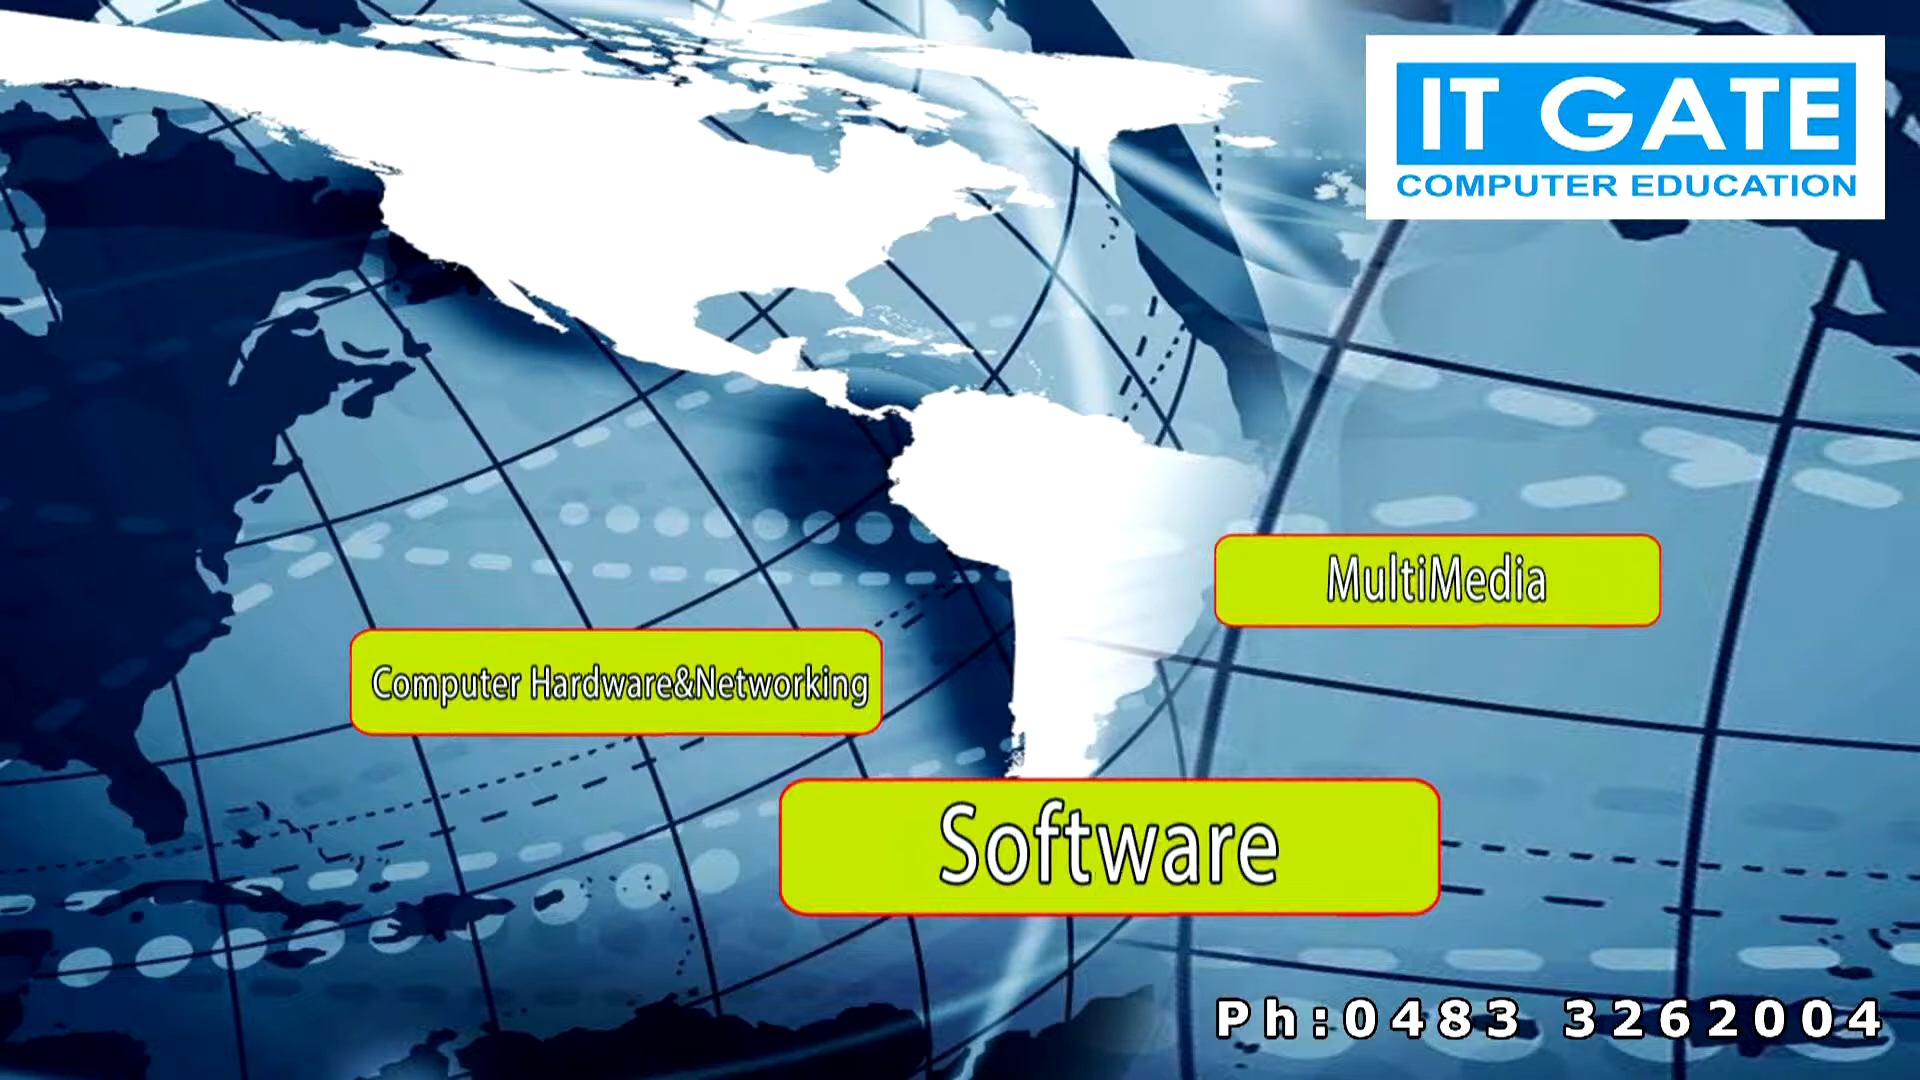 IT GATE
COMPUTER EDUCATION
MultiMedia
Computer Hardware&Networking
Software
Ph:0483 3262004